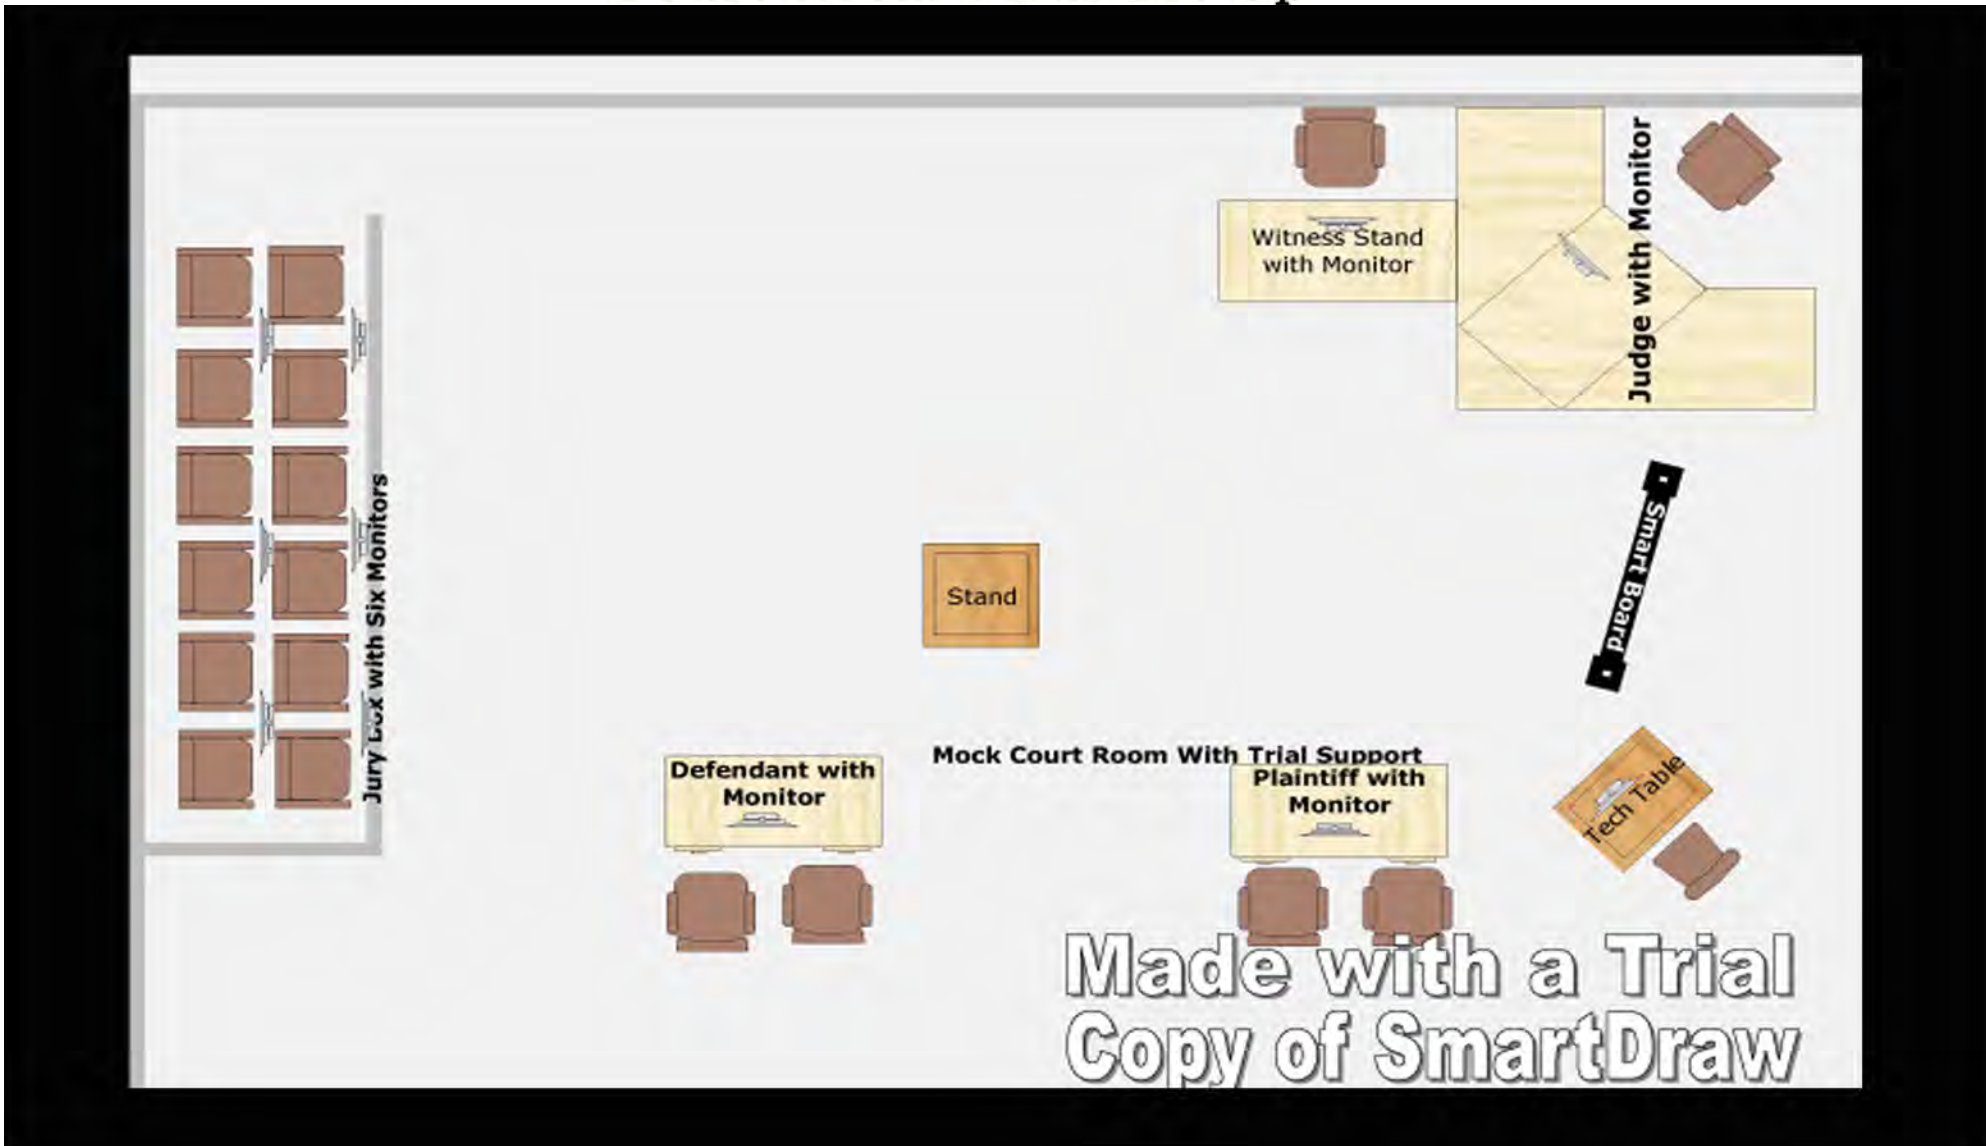 Witness Stand
with Monitor
Judge with Monitor
Jury Box with Six Monitors
Smart Board
Stand
Mock Court Room With Trial Support
Defendant with
Monitor
Plaintiff with
Monitor
Tech Table
Made with a Trial
Copy of SmartDraw